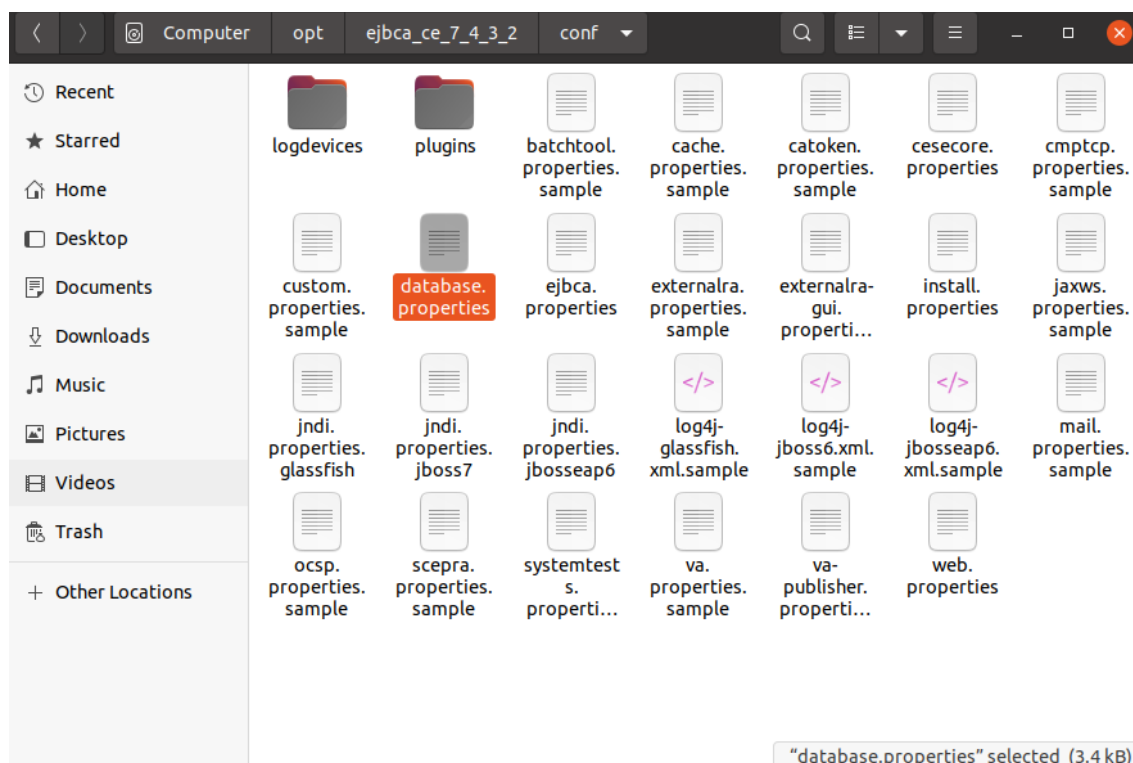 Computer opt ejbca_ce_7_4_3_2 conf
Recent
Starred
Home
Desktop
Documents
Downloads
Music
Pictures
Videos
Trash
Other Locations
logdevices
plugins
batchtool.
properties.
sample
cache.
properties.
sample
catoken.
properties.
sample
cesecore.
properties
cmptcp.
properties.
sample
custom.
properties.
sample
database.
properties
ejbca.
properties
externalra.
properties.
sample
externalra-
gui.
properti…
install.
properties
jaxws.
properties.
sample
jndi.
properties.
glassfish
jndi.
properties.
jboss7
jndi.
properties.
jbosseap6
</>
log4j-
glassfish.
xml.sample
</>
log4j-
jboss6.xml.
sample
</>
log4j-
jbosseap6.
xml.sample
mail.
properties.
sample
ocsp.
properties.
sample
scepra.
properties.
sample
systemtest
s.
properti…
va.
properties.
sample
va-
publisher.
properti…
web.
properties
“database.properties” selected (3.4 kB)